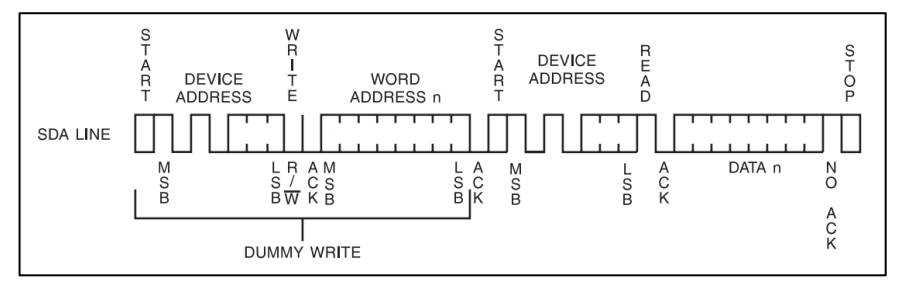 START
DEVICE
ADDRESS
WRITE
WORD
ADDRESS n
START
DEVICE
ADDRESS
READ
STOP
SDA LINE
MSB
LSB
R/W
ACK
MSB
LSB
ACK
MSB
LSB
ACK
DATA n
NO ACK
DUMMY WRITE